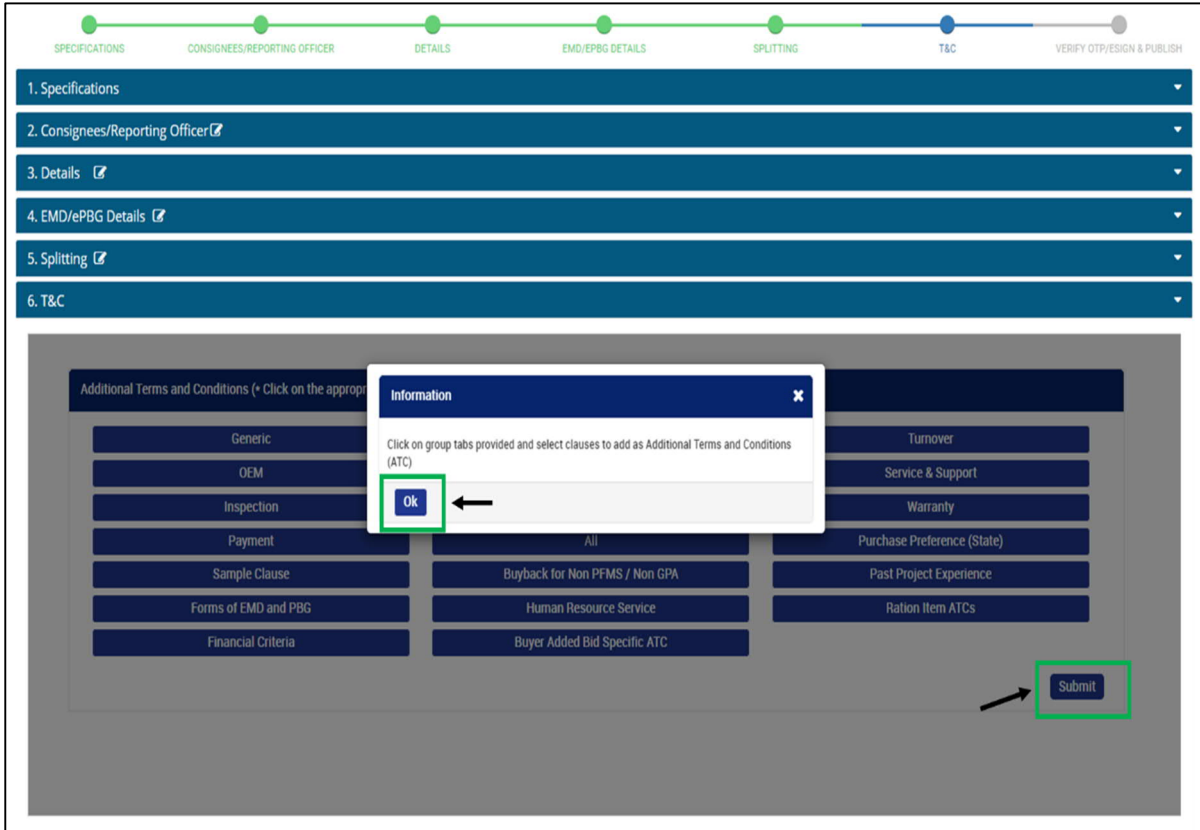 SPECIFICATIONS
CONSIGNEES/REPORTING OFFICER
DETAILS
EMD/EPBG DETAILS
SPLITTING
T&C
VERIFY OTP/ESIGN & PUBLISH
1. Specifications
2. Consignees/Reporting Officer
3. Details
4. EMD/ePBG Details
5. Splitting
6. T&C
Additional Terms and Conditions (• Click on the
Information
Click on group tabs provided and select clauses to add as Additional Terms and Conditions
(ATC)
Ok
Generic
Turnover
OEM
Service & Support
Inspection
Warranty
Payment
All
Purchase Preference (State)
Sample Clause
Buyback for Non PFMS / Non GPA
Past Project Experience
Forms of EMD and PBG
Human Resource Service
Ration Item ATCs
Financial Criteria
Buyer Added Bid Specific ATC
Submit